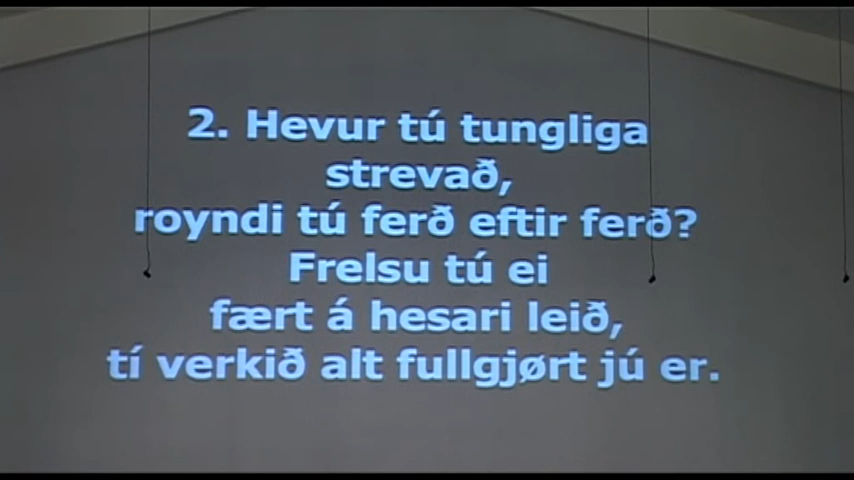 2. Hevur tú tungliga
strevað,
royndi tú ferð eftir ferð?
Frelsu tú ei
fært á hesari leið,
tí verkið alt fullgjørt jú er.